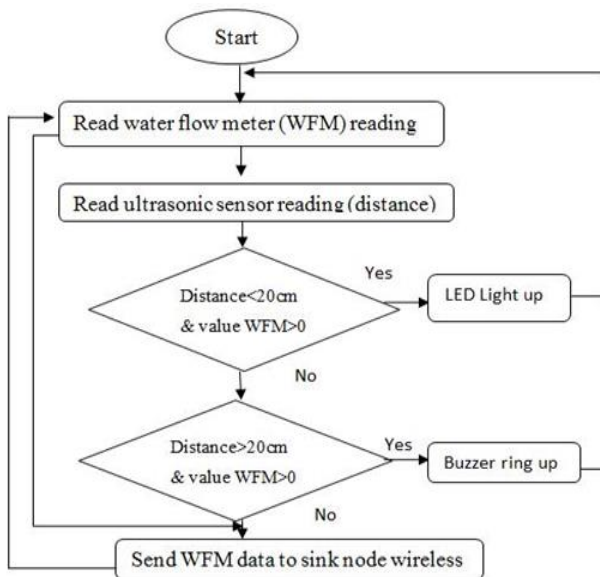 Start
Read water flow meter (WFM) reading
Read ultrasonic sensor reading (distance)
Distance<20cm
& value WFM>0
Yes
LED Light up
No
Distance>20cm
& value WFM>0
Yes
Buzzer ring up
No
Send WFM data to sink node wireless